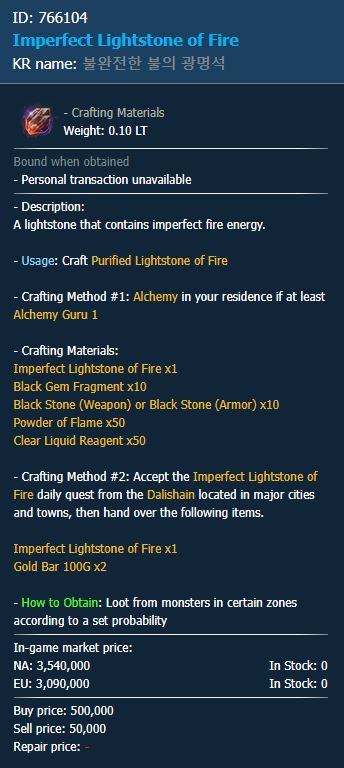 ID: 766104
Imperfect Lightstone of Fire
KR name: 불완전한 불의 광명석
- Crafting Materials
Weight: 0.10 LT
Bound when obtained
- Personal transaction unavailable
- Description:
A lightstone that contains imperfect fire energy.
- Usage: Craft Purified Lightstone of Fire
- Crafting Method #1: Alchemy in your residence if at least
Alchemy Guru 1
- Crafting Materials:
Imperfect Lightstone of Fire x1
Black Gem Fragment x10
Black Stone (Weapon) or Black Stone (Armor) x10
Powder of Flame x50
Clear Liquid Reagent x50
- Crafting Method #2: Accept the Imperfect Lightstone of
Fire daily quest from the Dalishain located in major cities
and towns, then hand over the following items.
Imperfect Lightstone of Fire x1
Gold Bar 100G x2
- How to Obtain: Loot from monsters in certain zones
according to a set probability
In-game market price:
NA: 3,540,000 In Stock: 0
EU: 3,090,000 In Stock: 0
Buy price: 500,000
Sell price: 50,000
Repair price: -